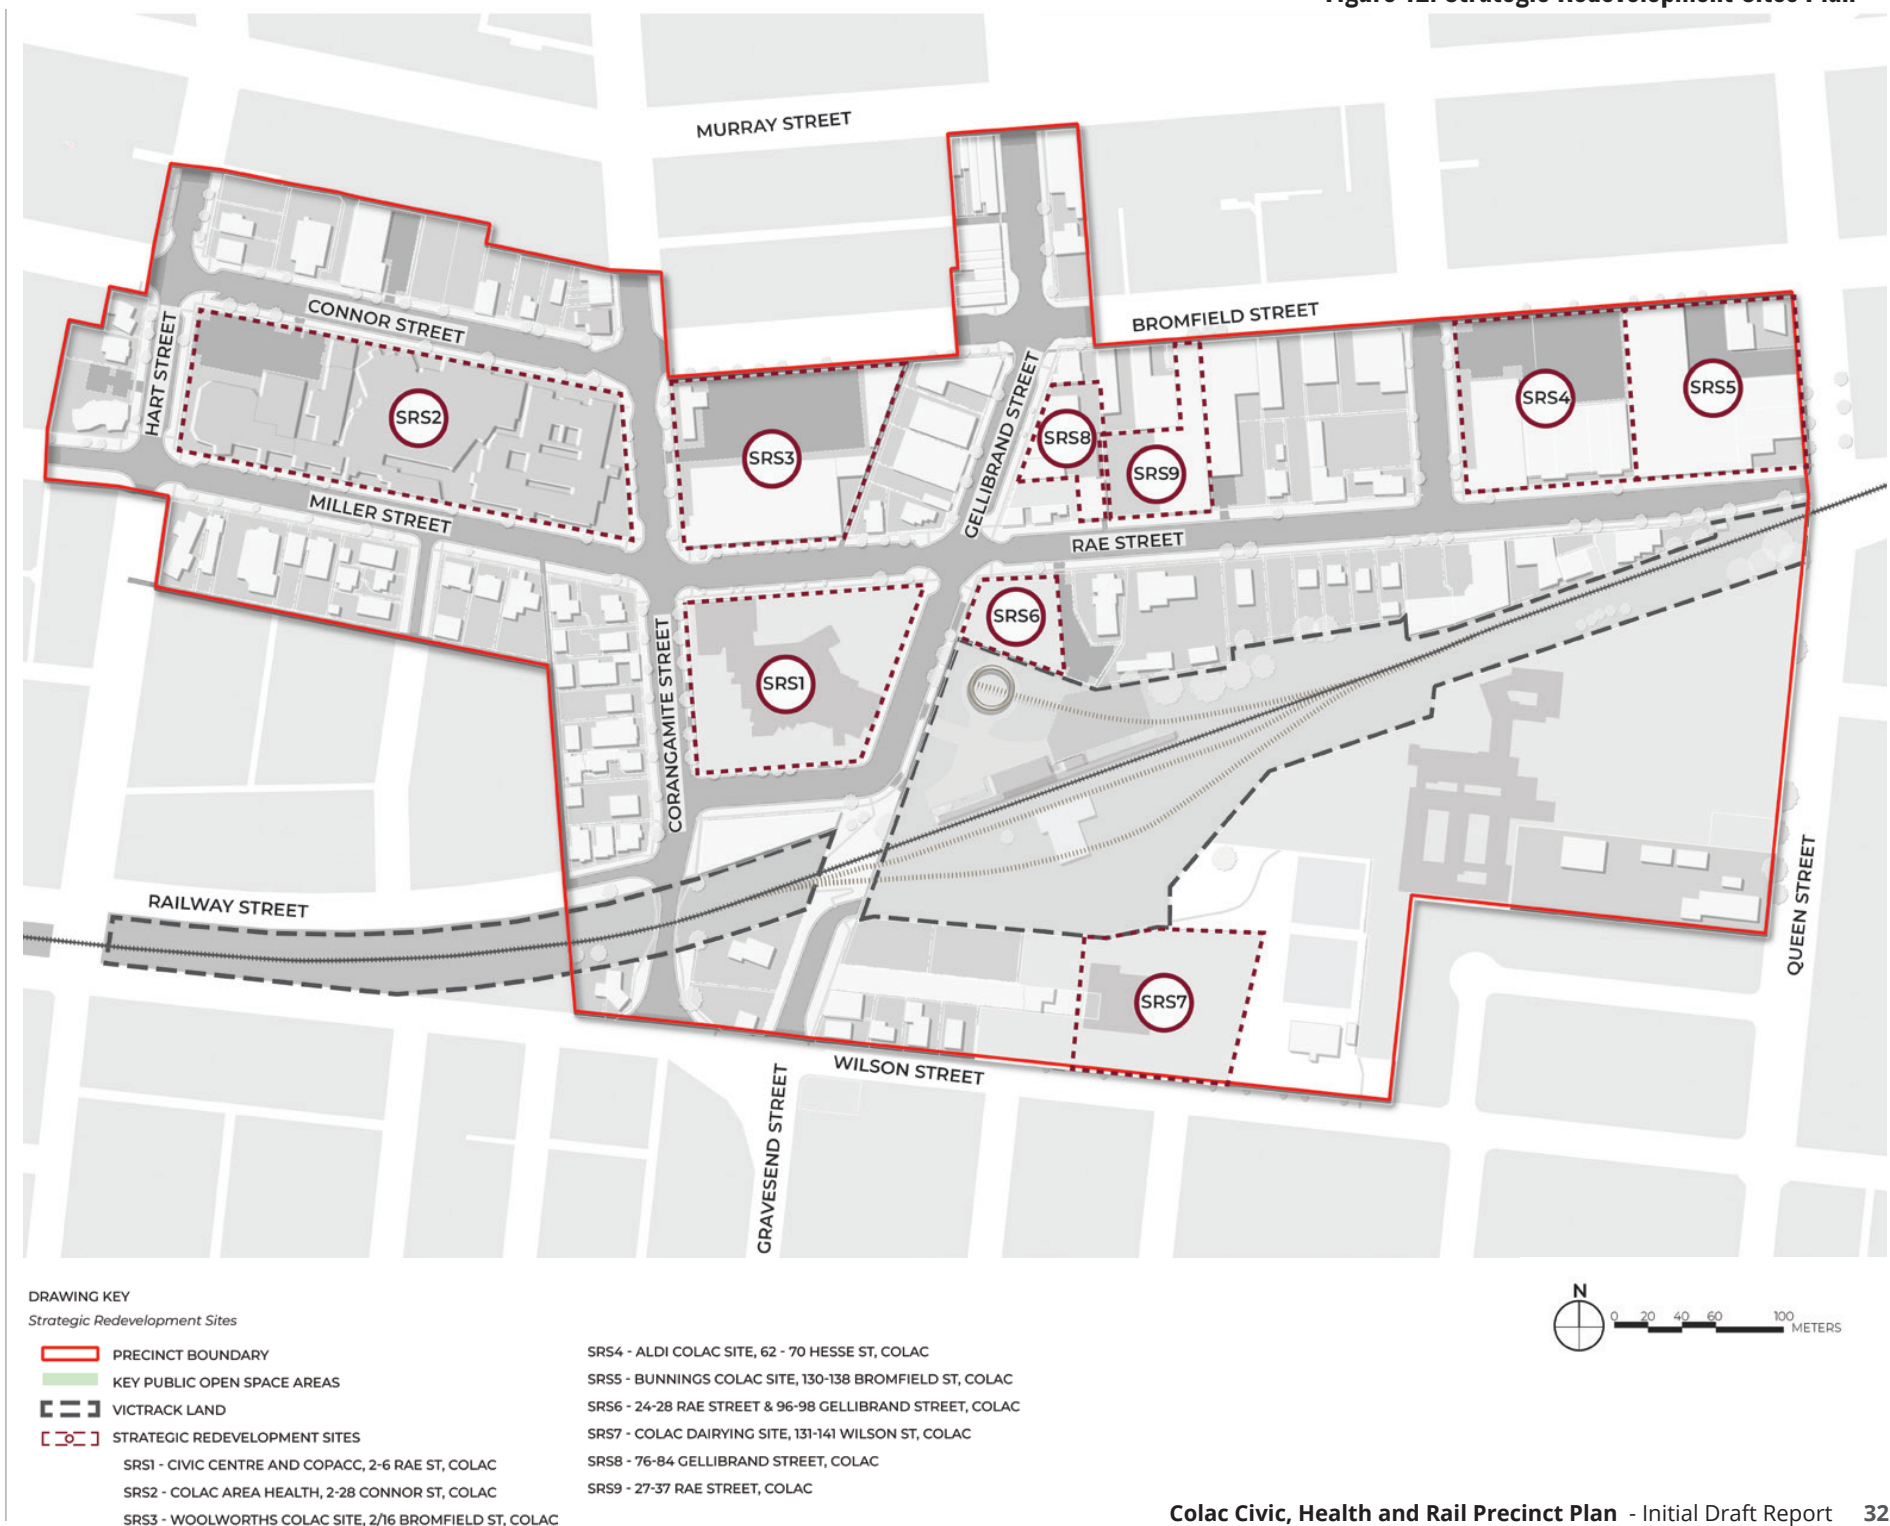 Figure 12: Strategic Redevelopment Sites Plan
MURRAY STREET
CONNOR STREET
BROMFIELD STREET
HART STREET
SRS2
SRS3
GELLIBRAND STREET
SRS8
SRS9
SRS4
SRS5
MILLER STREET
RAE STREET
SRS6
SRS1
CORANGAMITE STREET
RAILWAY STREET
QUEEN STREET
SRS7
WILSON STREET
GRAVESEND STREET
DRAWING KEY
Strategic Redevelopment Sites
PRECINCT BOUNDARY
KEY PUBLIC OPEN SPACE AREAS
VICTRACK LAND
STRATEGIC REDEVELOPMENT SITES
SRS1 - CIVIC CENTRE AND COPACC, 2-6 RAE ST, COLAC
SRS2 - COLAC AREA HEALTH, 2-28 CONNOR ST, COLAC
SRS3 - WOOLWORTHS COLAC SITE, 2/16 BROMFIELD ST, COLAC
SRS4 - ALDI COLAC SITE, 62 - 70 HESSE ST, COLAC
SRS5 - BUNNINGS COLAC SITE, 130-138 BROMFIELD ST, COLAC
SRS6 - 24-28 RAE STREET & 96-98 GELLIBRAND STREET, COLAC
SRS7 - COLAC DAIRYING SITE, 131-141 WILSON ST, COLAC
SRS8 - 76-84 GELLIBRAND STREET, COLAC
SRS9 - 27-37 RAE STREET, COLAC
N
0 20 40 60 100
METERS
Colac Civic, Health and Rail Precinct Plan - Initial Draft Report 32